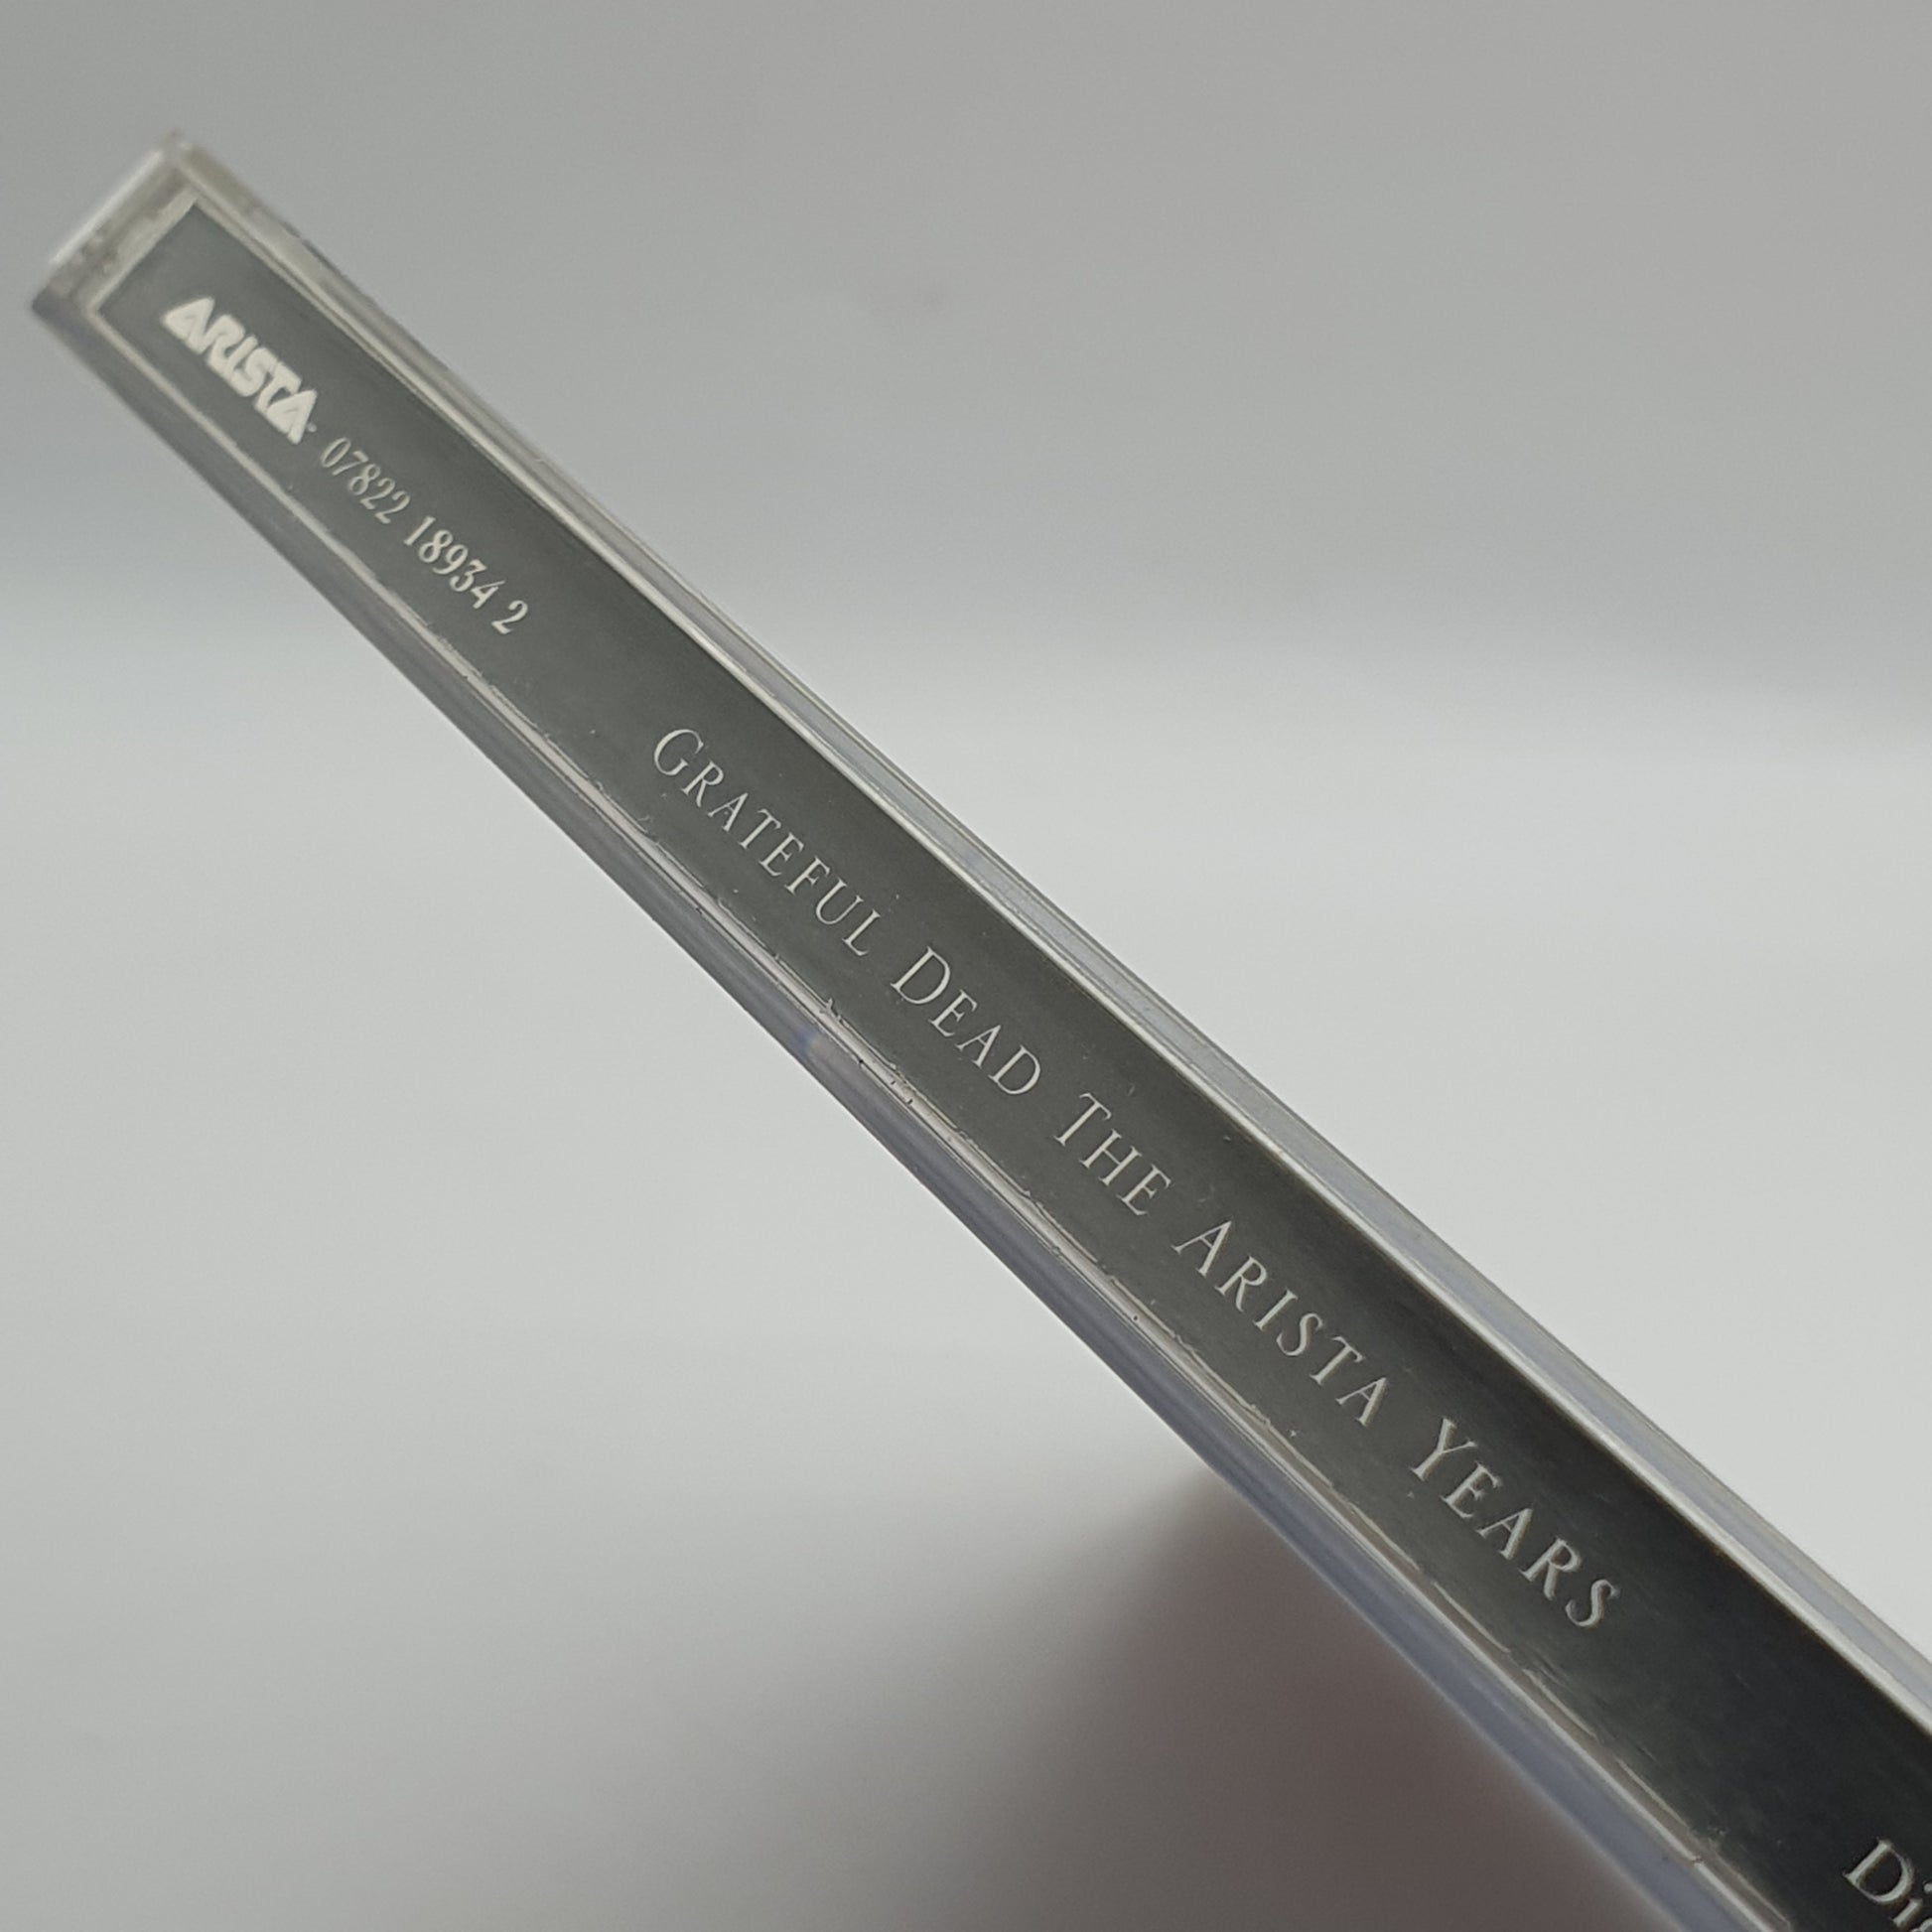 ARISTA 07822 18934 2 GRATEFUL DEAD THE ARISTA YEARS